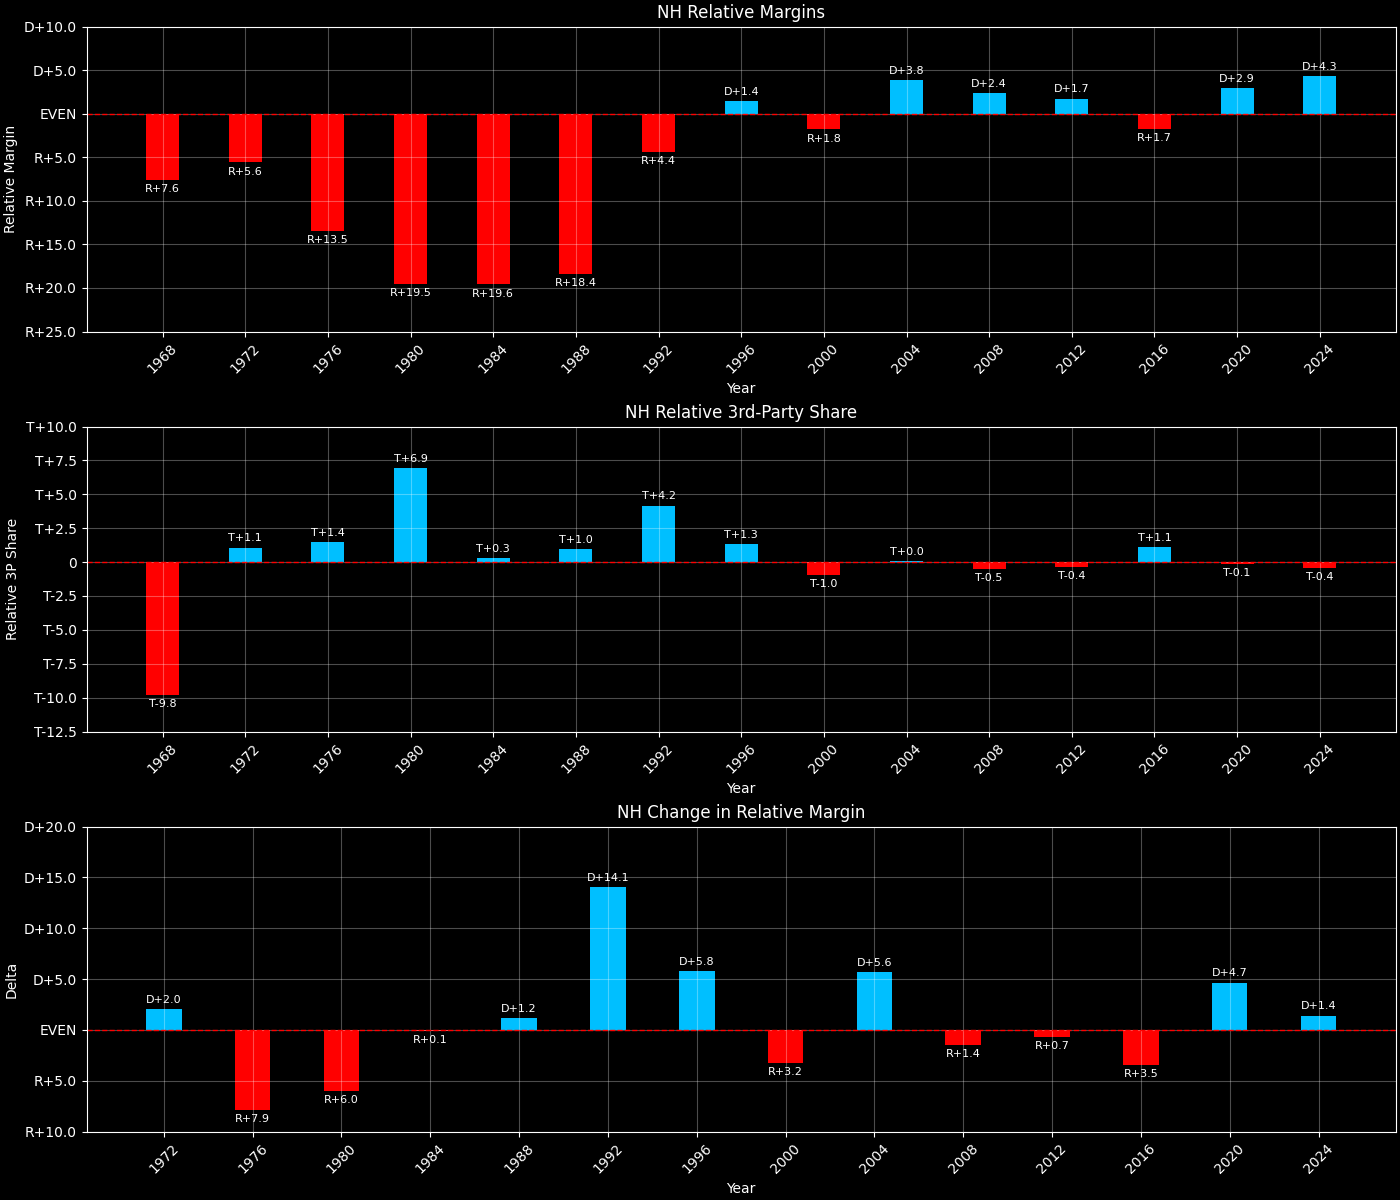 NH Relative Margins
D+10.0
D+5.0
EVEN
R+5.0
R+10.0
R+15.0
R+20.0
R+25.0
Relative Margin
R+7.6
R+5.6
R+13.5
R+19.5
R+19.6
R+18.4
R+4.4
D+1.4
R+1.8
D+3.8
D+2.4
D+1.7
R+1.7
D+2.9
D+4.3
1968
1972
1976
1980
1984
1988
1992
1996
2000
2004
2008
2012
2016
2020
2024
Year
NH Relative 3rd-Party Share
T+10.0
T+7.5
T+5.0
T+2.5
0
T-2.5
T-5.0
T-7.5
T-10.0
T-12.5
Relative 3P Share
T-9.8
T+1.1
T+1.4
T+6.9
T+0.3
T+1.0
T+4.2
T+1.3
T-1.0
T+0.0
T-0.5
T-0.4
T+1.1
T-0.1
T-0.4
1968
1972
1976
1980
1984
1988
1992
1996
2000
2004
2008
2012
2016
2020
2024
Year
NH Change in Relative Margin
D+20.0
D+15.0
D+10.0
D+5.0
EVEN
R+5.0
R+10.0
Delta
D+2.0
R+7.9
R+6.0
R+0.1
D+1.2
D+14.1
D+5.8
R+3.2
D+5.6
R+1.4
R+0.7
R+3.5
D+4.7
D+1.4
1972
1976
1980
1984
1988
1992
1996
2000
2004
2008
2012
2016
2020
2024
Year